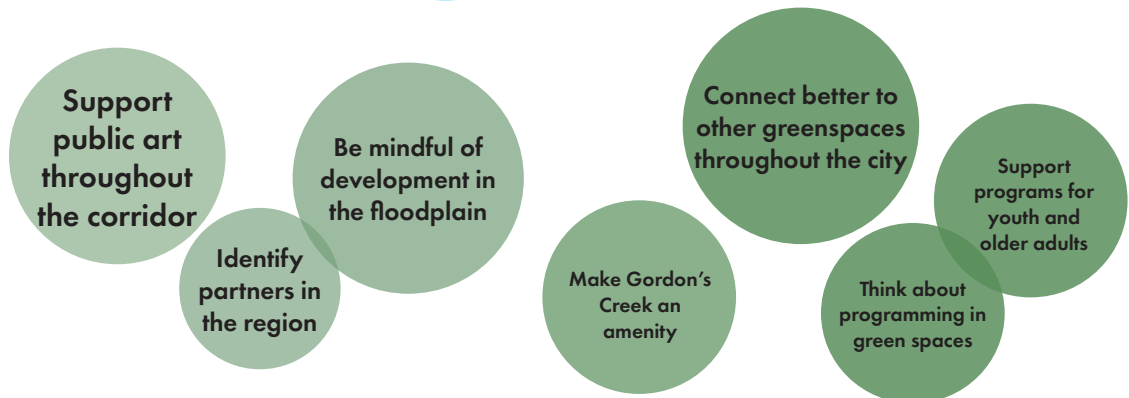 Support
public art
throughout
the corridor
Identify
partners in
the region
Be mindful of
development in
the floodplain
Make Gordon’s
Creek an
amenity
Connect better to
other greenspaces
throughout the city
Think about
programming in
green spaces
Support
programs for
youth and
older adults